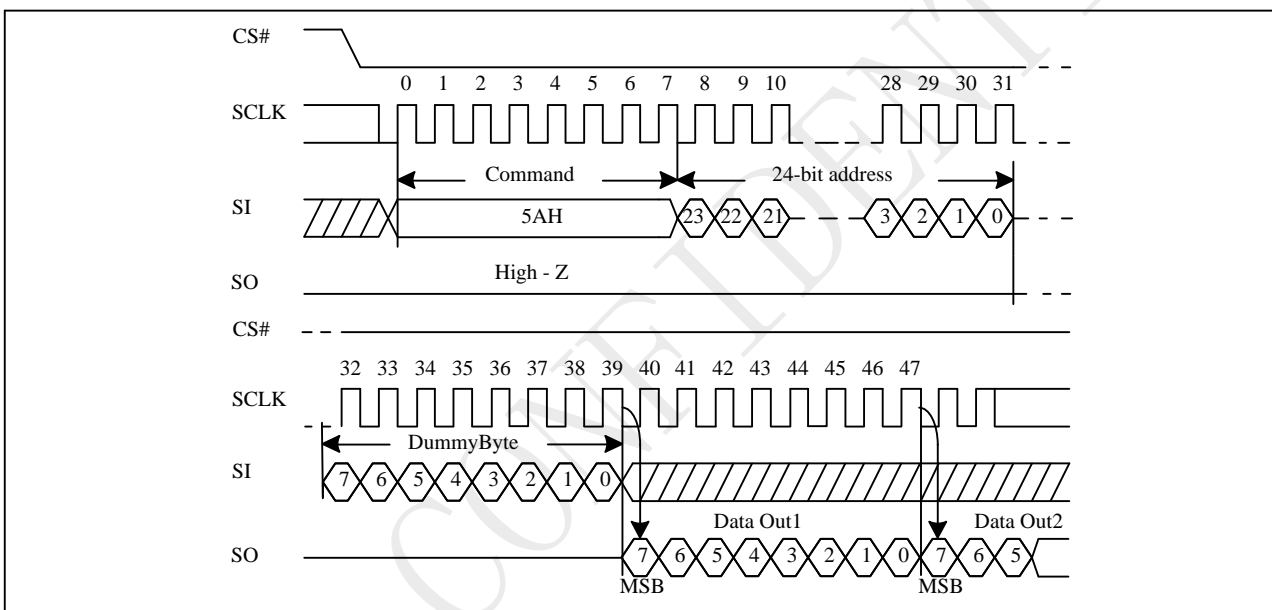 CS#
0 1 2 3 4 5 6 7 8 9 10 28 29 30 31
SCLK
Command 24-bit address
SI 5AH 23 22 21 3 2 1 0
High - Z
SO
CS#
32 33 34 35 36 37 38 39 40 41 42 43 44 45 46 47
SCLK
DummyByte
SI 7 6 5 4 3 2 1 0
Data Out1 Data Out2
SO 7 6 5 4 3 2 1 0 7 6 5
MSB MSB
CONFIDENT